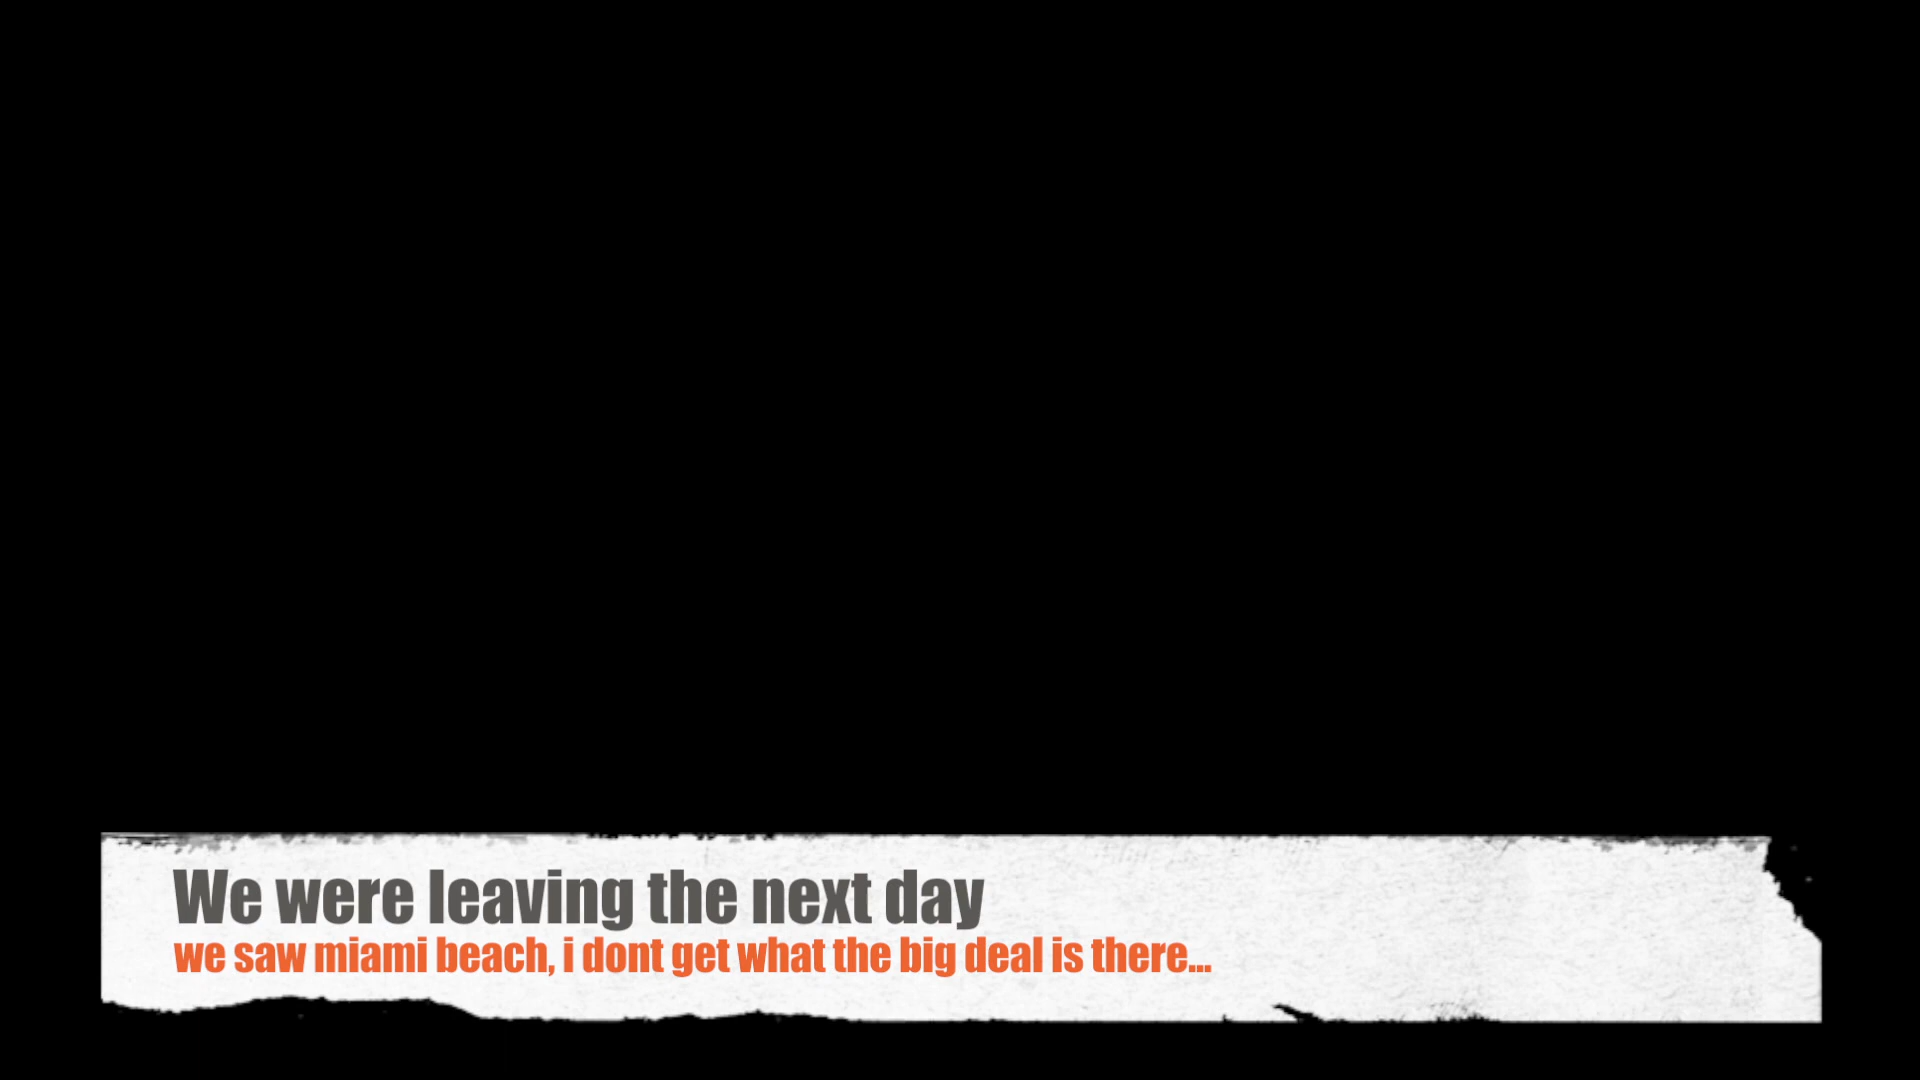 We were leaving the next day
we saw miami beach, i dont get what the big deal is there...